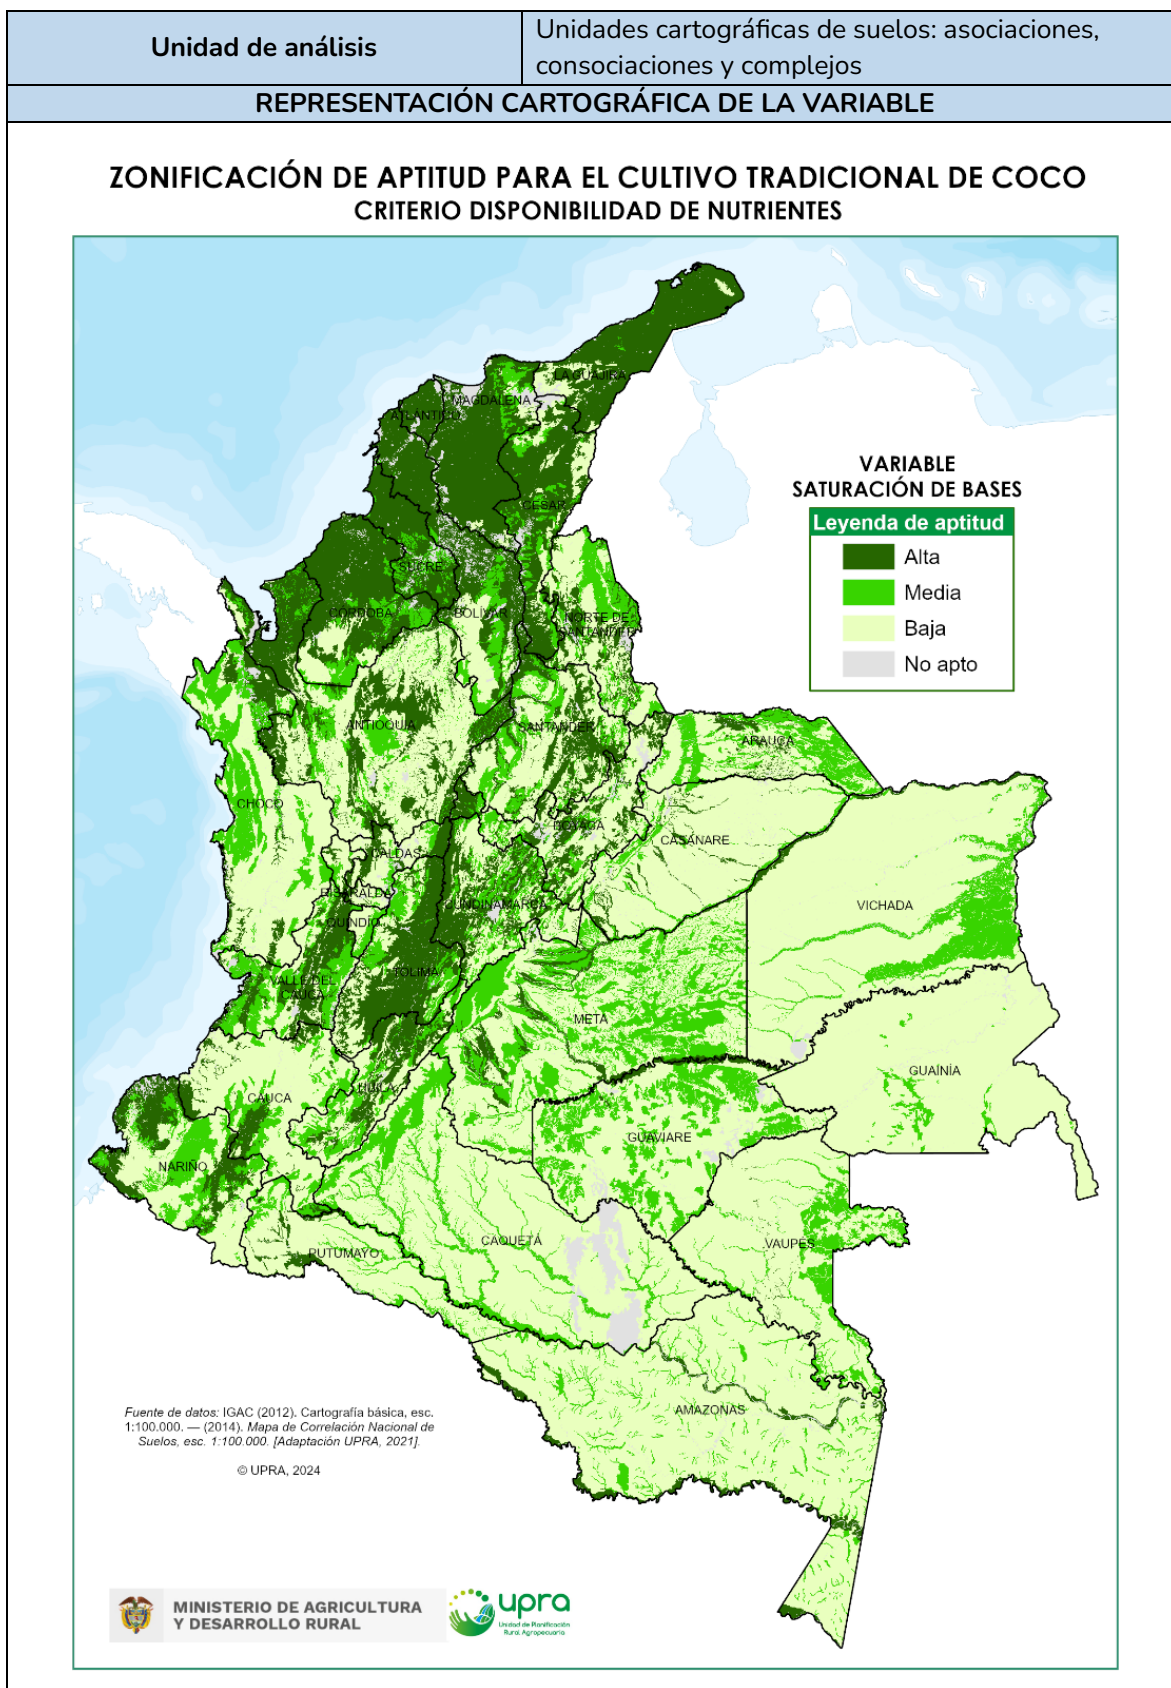 Unidad de análisis
Unidades cartográficas de suelos: asociaciones,
consociaciones y complejos
REPRESENTACIÓN CARTOGRÁFICA DE LA VARIABLE
ZONIFICACIÓN DE APTITUD PARA EL CULTIVO TRADICIONAL DE COCO
CRITERIO DISPONIBILIDAD DE NUTRIENTES
LA GUAJIRA
MAGDALENA
ATLÁNTICO
VARIABLE
SATURACIÓN DE BASES
Leyenda de aptitud
Alta
Media
Baja
No apto
CESAR
SUCRE
CÓRDOBA
BOLÍVAR
NORTE DE
SANTANDER
ANTIOQUIA
SANTANDER
ARAUCA
CHOCÓ
BOYACÁ
CASANARE
CALDAS
RISARALDA
CUNDINAMARCA
VICHADA
QUINDÍO
TOLIMA
VALLE DEL
CAUCA
META
GUAINÍA
HUILA
CAUCA
GUAVIARE
NARIÑO
CAQUETÁ
VAUPÉS
PUTUMAYO
AMAZONAS
Fuente de datos: IGAC (2012). Cartografía básica, esc.
1:100.000. — (2014). Mapa de Correlación Nacional de
Suelos, esc. 1:100.000. [Adaptación UPRA, 2021].
© UPRA, 2024
MINISTERIO DE AGRICULTURA
Y DESARROLLO RURAL
upra
Unidad de Planificación
Rural Agropecuaria